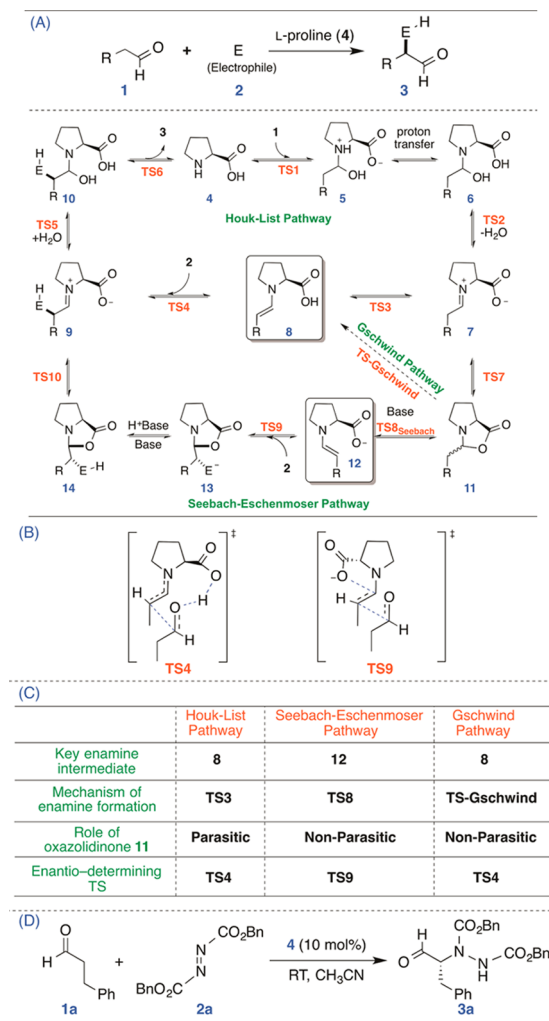 (A)
R
O
H
1
+
E
(Electrophile)
2
L-proline (4)
E H
R
O
H
3
(B)
10
TS6
3
4
1
TS1
5
proton
transfer
6
Houk-List Pathway
TS5
+H₂O
TS2
-H₂O
9
2
TS4
8
TS3
7
Gschwind Pathway
TS-Gschwind
TS10
TS7
14
H⁺Base
Base
13
TS9
2
12
Base
TS8Seebach
11
Seebach-Eschenmoser Pathway
TS4
‡
TS9
‡
(C)
Houk-List Pathway
Seebach-Eschenmoser Pathway
Gschwind Pathway
Key enamine intermediate
8
12
8
Mechanism of enamine formation
TS3
TS8
TS-Gschwind
Role of oxazolidinone 11
Parasitic
Non-Parasitic
Non-Parasitic
Enantio–determining TS
TS4
TS9
TS4
(D)
O
H
Ph
1a
+
CO₂Bn
N
N
BnO₂C
2a
4 (10 mol%)
RT, CH₃CN
CO₂Bn
O
N
N
H
CO₂Bn
Ph
3a